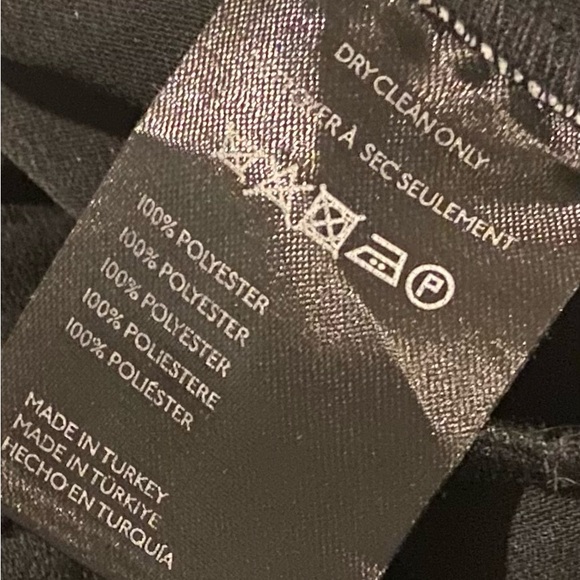 DRY CLEAN ONLY
À SEC SEULEMENT
P
100% POLYESTER
100% POLYESTER
100% POLYESTER
100% POLIESTERE
100% POLIÉSTER
MADE IN TURKEY
MADE IN TÜRKIYE
HECHO EN TURQUÍA